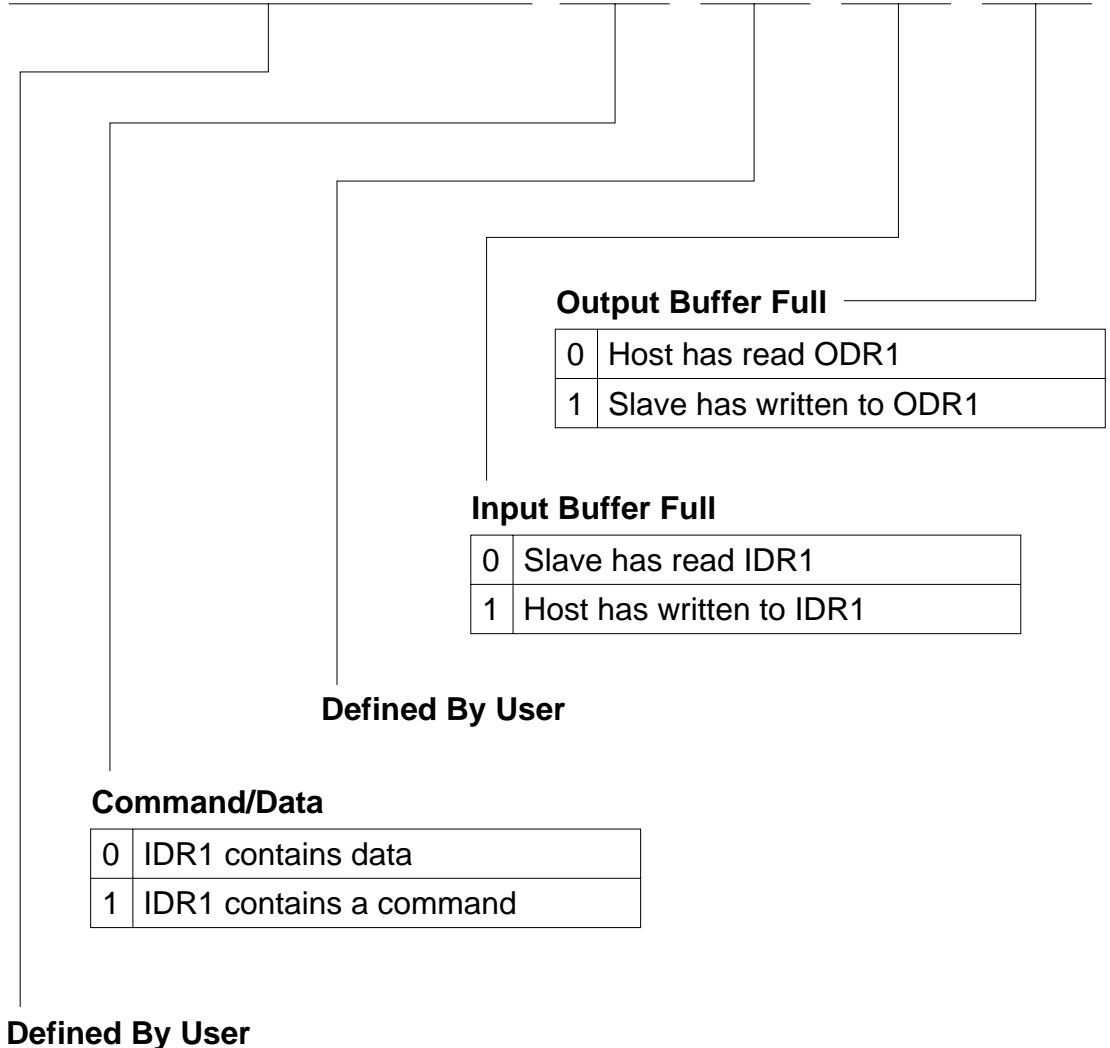 Output Buffer Full
0 Host has read ODR1
1 Slave has written to ODR1
Input Buffer Full
0 Slave has read IDR1
1 Host has written to IDR1
Defined By User
Command/Data
0 IDR1 contains data
1 IDR1 contains a command
Defined By User